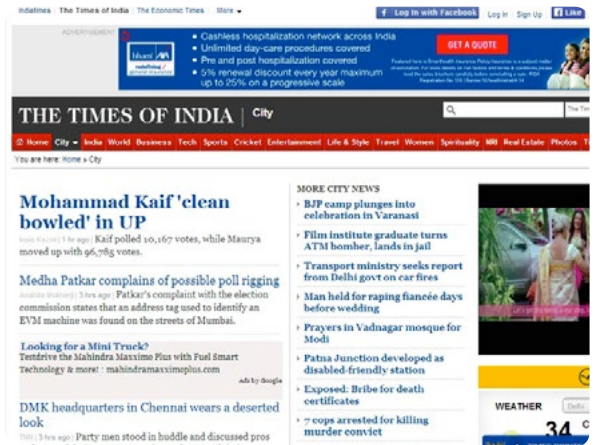 Indiatimes | The Times of India | The Economic Times | More
Log In with Facebook
Log In | Sign Up
Like
ADVERTISEMENT
bharti AXA
redefining
general insurance
• Cashless hospitalization network across India
• Unlimited day-care procedures covered
• Pre and post hospitalization covered
• 5% renewal discount every year maximum
up to 25% on a progressive scale
GET A QUOTE
THE TIMES OF INDIA | City
The Tim
Home City India World Business Tech Sports Cricket Entertainment Life & Style Travel Women Spirituality NRI Real Estate Photos
You are here: Home » City
Mohammad Kaif 'clean
bowled' in UP
| 1 hr ago | Kaif polled 10,167 votes, while Maurya
moved up with 96,785 votes.
Medha Patkar complains of possible poll rigging
| 3 hrs ago | Patkar's complaint with the election
commission states that an address tag used to identify an
EVM machine was found on the streets of Mumbai.
Looking for a Mini Truck?
Testdrive the Mahindra Maxximo Plus with Fuel Smart
Technology & more! : mahindramaxximoplus.com
Ads by Google
DMK headquarters in Chennai wears a deserted
look
TNN | 3 hrs ago | Party men stood in huddle and discussed pros
MORE CITY NEWS
BJP camp plunges into
celebration in Varanasi
Film institute graduate turns
ATM bomber, lands in jail
Transport ministry seeks report
from Delhi govt on car fires
Man held for raping fiancée days
before wedding
Prayers in Vadnagar mosque for
Modi
Patna Junction developed as
disabled-friendly station
Exposed: Bribe for death
certificates
7 cops arrested for killing
murder convict
WEATHER
Delhi
34